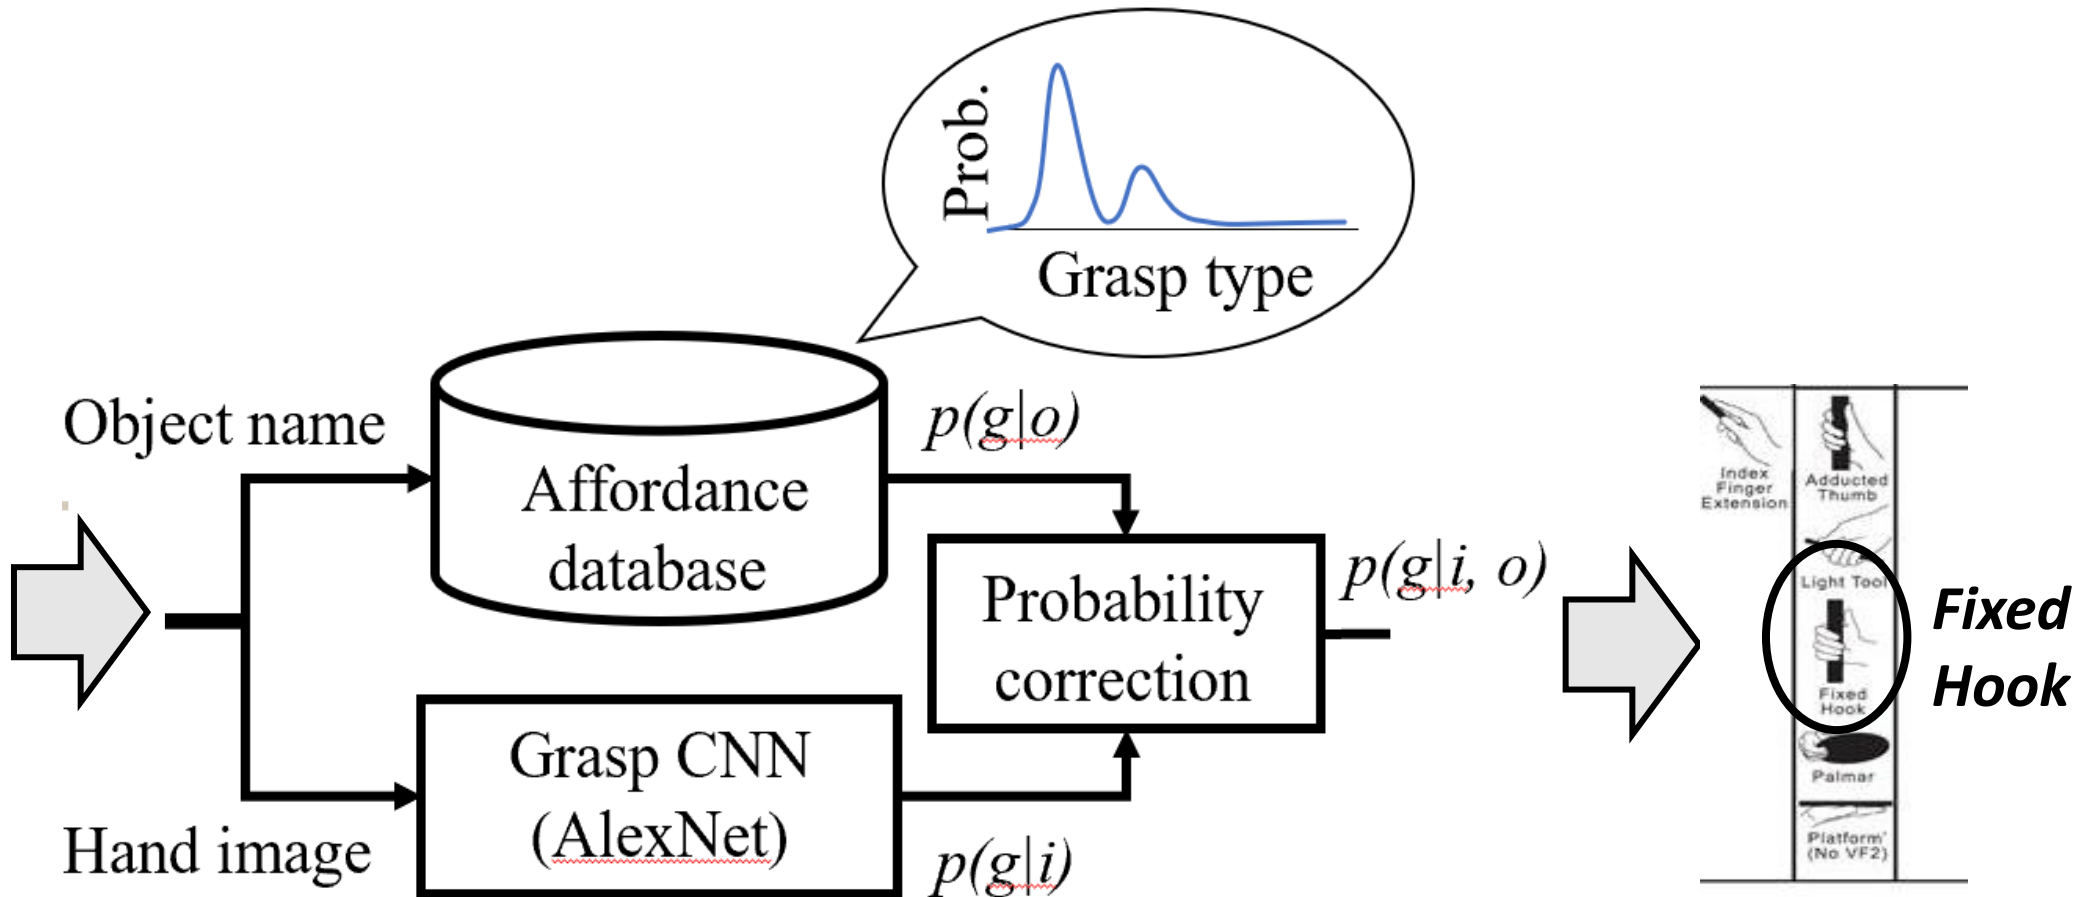 Prob.
Grasp type
Object name
Affordance
database
p(g|o)
Probability
correction
p(g|i, o)
Grasp CNN
(AlexNet)
Hand image
p(g|i)
Index
Finger
Extension
Adducted
Thumb
Light Tool
Fixed
Hook
Palmar
Platform'
(No VF2)
Fixed
Hook